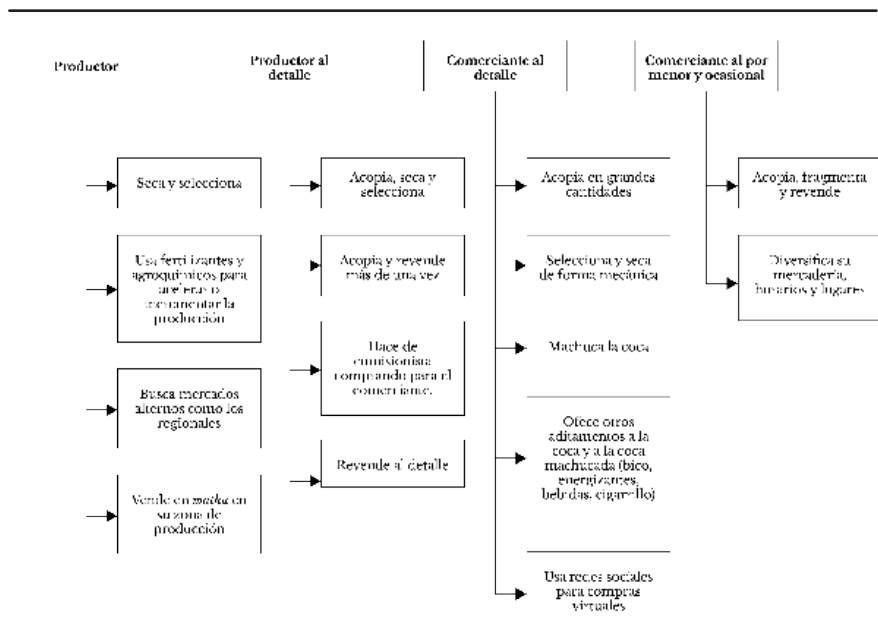 Productor
Productor al
detalle
Comerciante al
detalle
Comerciante al por
menor y ocasional
Seca y selecciona
Usa fertilizantes y
agroquímicos para
acelerar o
incrementar la
producción
Busca mercados
alternos como los
regionales
Vende en matha en
su zona de
producción
Acopia, seca y
selecciona
Acopia y revende
más de una vez
Hace de
comisionista
comprando para el
comerciante.
Revende al detalle
Acopia en grandes
cantidades
Selecciona y seca
de forma mecánica
Machuca la coca
Ofece otros
aditamentos a la
coca y a la coca
machucada (bico,
energizantes,
bebidas, cigarrillo)
Usa redes sociales
para compras
virtuales
Acopia, fragmenta
y revende
Diversifica su
mercadería,
horarios y lugares